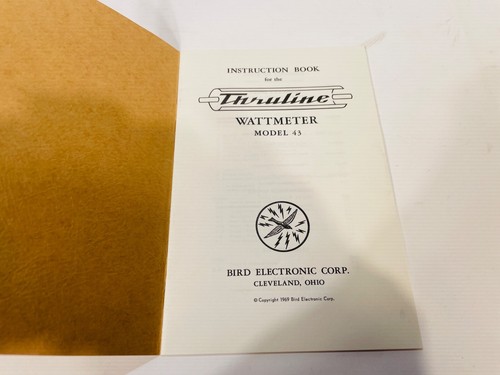 INSTRUCTION BOOK
for the
Thruline
WATTMETER
MODEL 43
BIRD ELECTRONIC CORP.
CLEVELAND, OHIO
© Copyright 1969 Bird Electronic Corp.